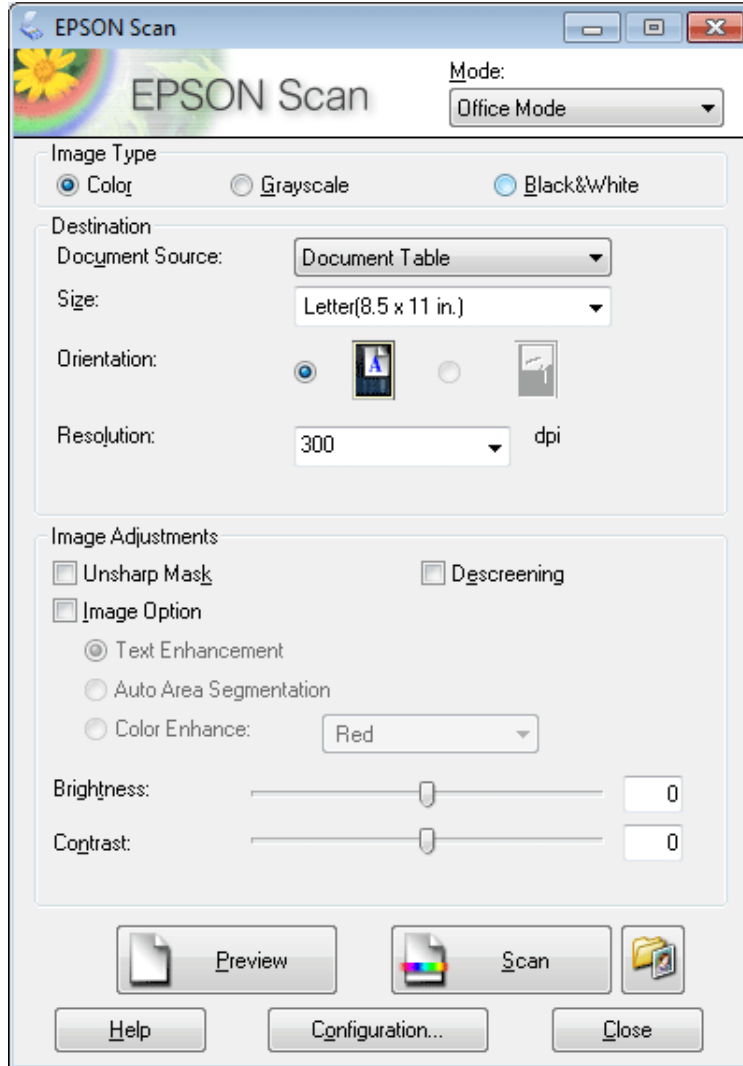 EPSON Scan
EPSON Scan
Mode:
Office Mode
Image Type
Color Grayscale Black&White
Destination
Document Source: Document Table
Size: Letter(8.5 x 11 in.)
Orientation: A
Resolution: 300 dpi
Image Adjustments
Unsharp Mask Descreening
Image Option
Text Enhancement
Auto Area Segmentation
Color Enhance: Red
Brightness: 0
Contrast: 0
Preview Scan
Help Configuration... Close